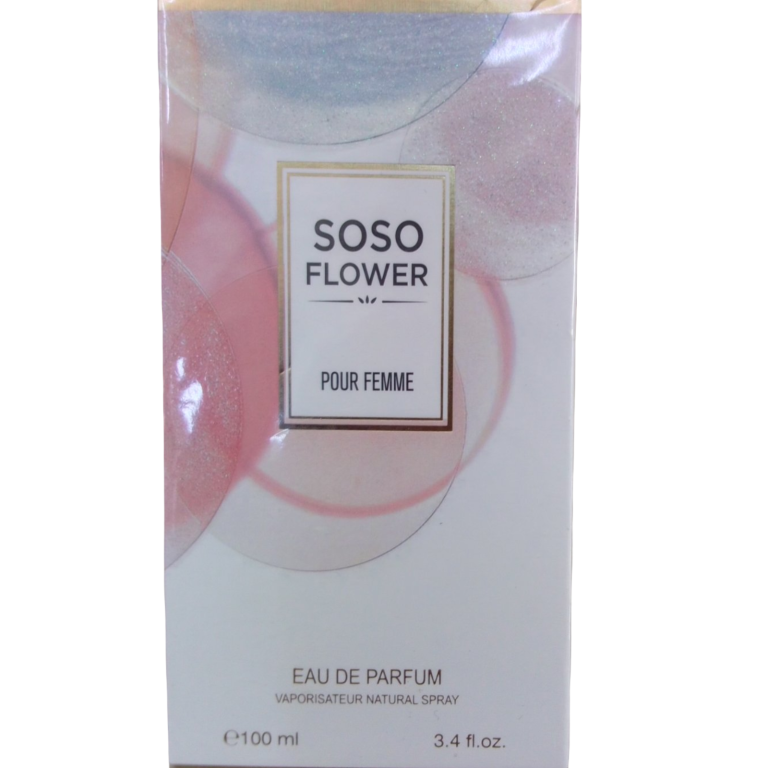 SOSO
FLOWER
POUR FEMME
EAU DE PARFUM
VAPORISATEUR NATURAL SPRAY
℮100 ml
3.4 fl.oz.